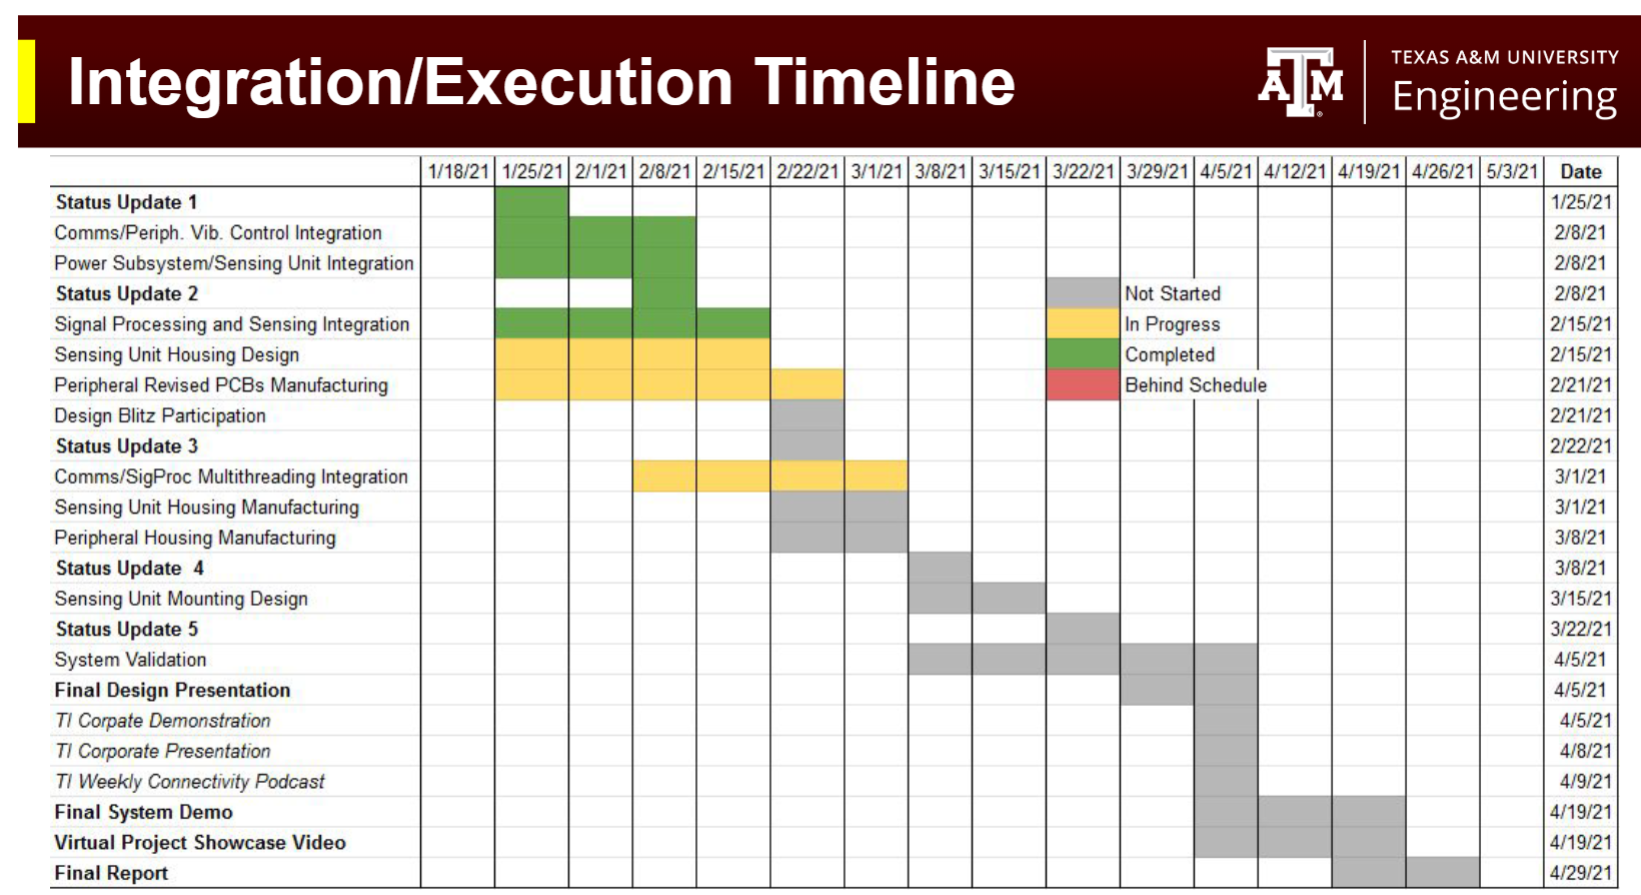 Integration/Execution Timeline
ATM
TEXAS A&M UNIVERSITY
Engineering
1/18/21 1/25/21 2/1/21 2/8/21 2/15/21 2/22/21 3/1/21 3/8/21 3/15/21 3/22/21 3/29/21 4/5/21 4/12/21 4/19/21 4/26/21 5/3/21 Date
Status Update 1 1/25/21
Comms/Periph. Vib. Control Integration 2/8/21
Power Subsystem/Sensing Unit Integration 2/8/21
Status Update 2 Not Started 2/8/21
Signal Processing and Sensing Integration In Progress 2/15/21
Sensing Unit Housing Design Completed 2/15/21
Peripheral Revised PCBs Manufacturing Behind Schedule 2/21/21
Design Blitz Participation 2/21/21
Status Update 3 2/22/21
Comms/SigProc Multithreading Integration 3/1/21
Sensing Unit Housing Manufacturing 3/1/21
Peripheral Housing Manufacturing 3/8/21
Status Update 4 3/8/21
Sensing Unit Mounting Design 3/15/21
Status Update 5 3/22/21
System Validation 4/5/21
Final Design Presentation 4/5/21
TI Corpate Demonstration 4/5/21
TI Corporate Presentation 4/8/21
TI Weekly Connectivity Podcast 4/9/21
Final System Demo 4/19/21
Virtual Project Showcase Video 4/19/21
Final Report 4/29/21